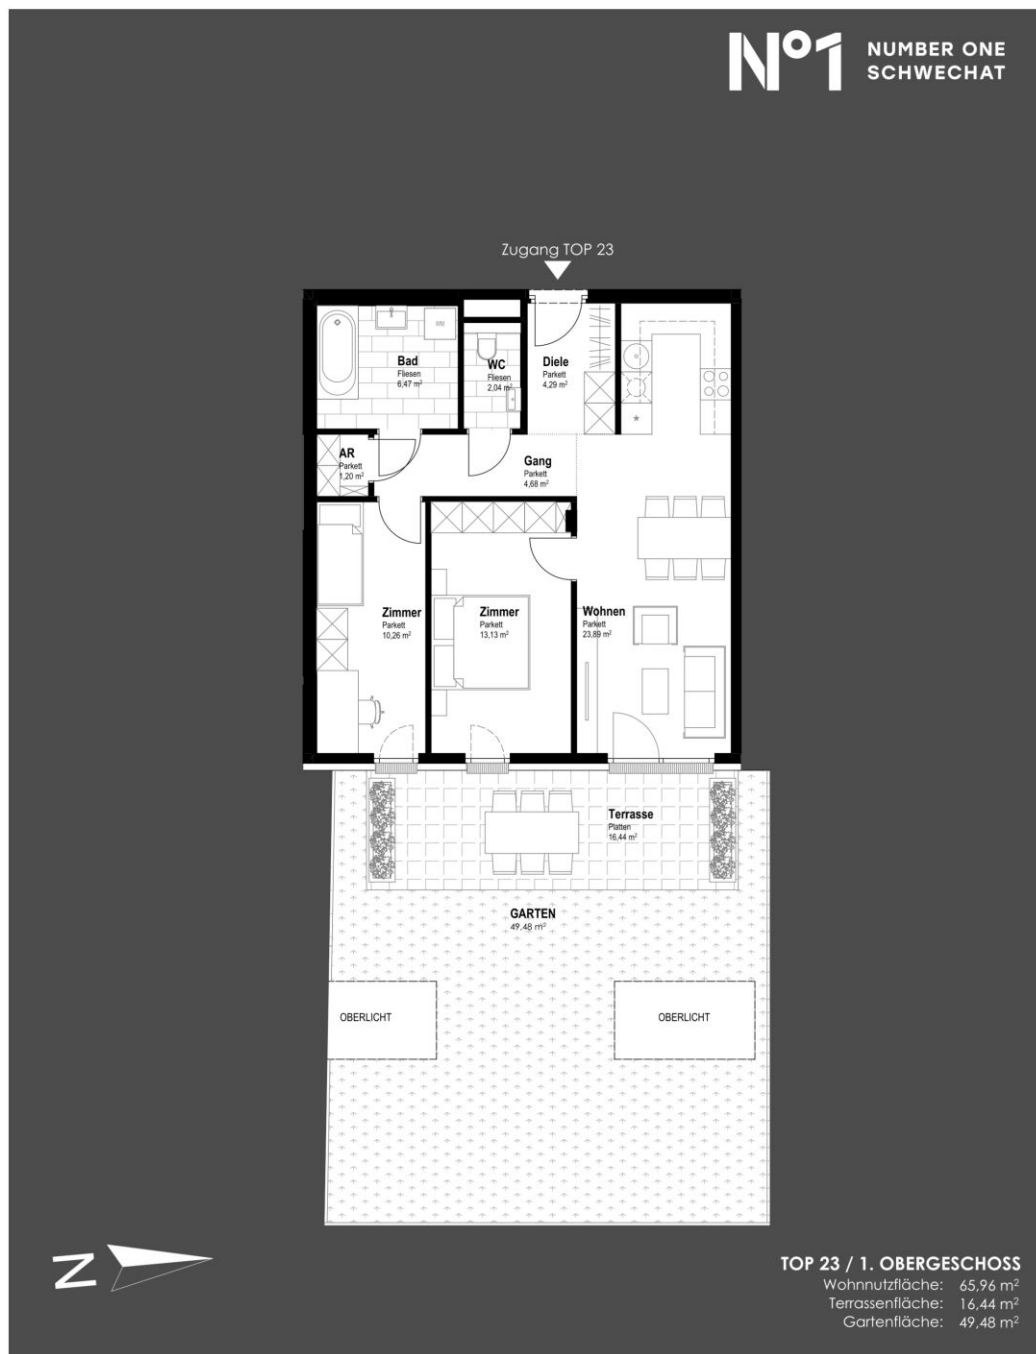 Nº1
NUMBER ONE
SCHWECHAT
Zugang TOP 23
Bad
Fliesen
6,47 m²
WC
Fliesen
2,04 m²
Diele
Parkett
4,29 m²
AR
Parkett
1,20 m²
Gang
Parkett
4,68 m²
Zimmer
Parkett
10,26 m²
Zimmer
Parkett
13,13 m²
Wohnen
Parkett
23,89 m²
Terrasse
Platten
16,44 m²
GARTEN
49,48 m²
OBERLICHT
OBERLICHT
N
TOP 23 / 1. OBERGESCHOSS
Wohnnutzfläche: 65,96 m²
Terrassenfläche: 16,44 m²
Gartenfläche: 49,48 m²